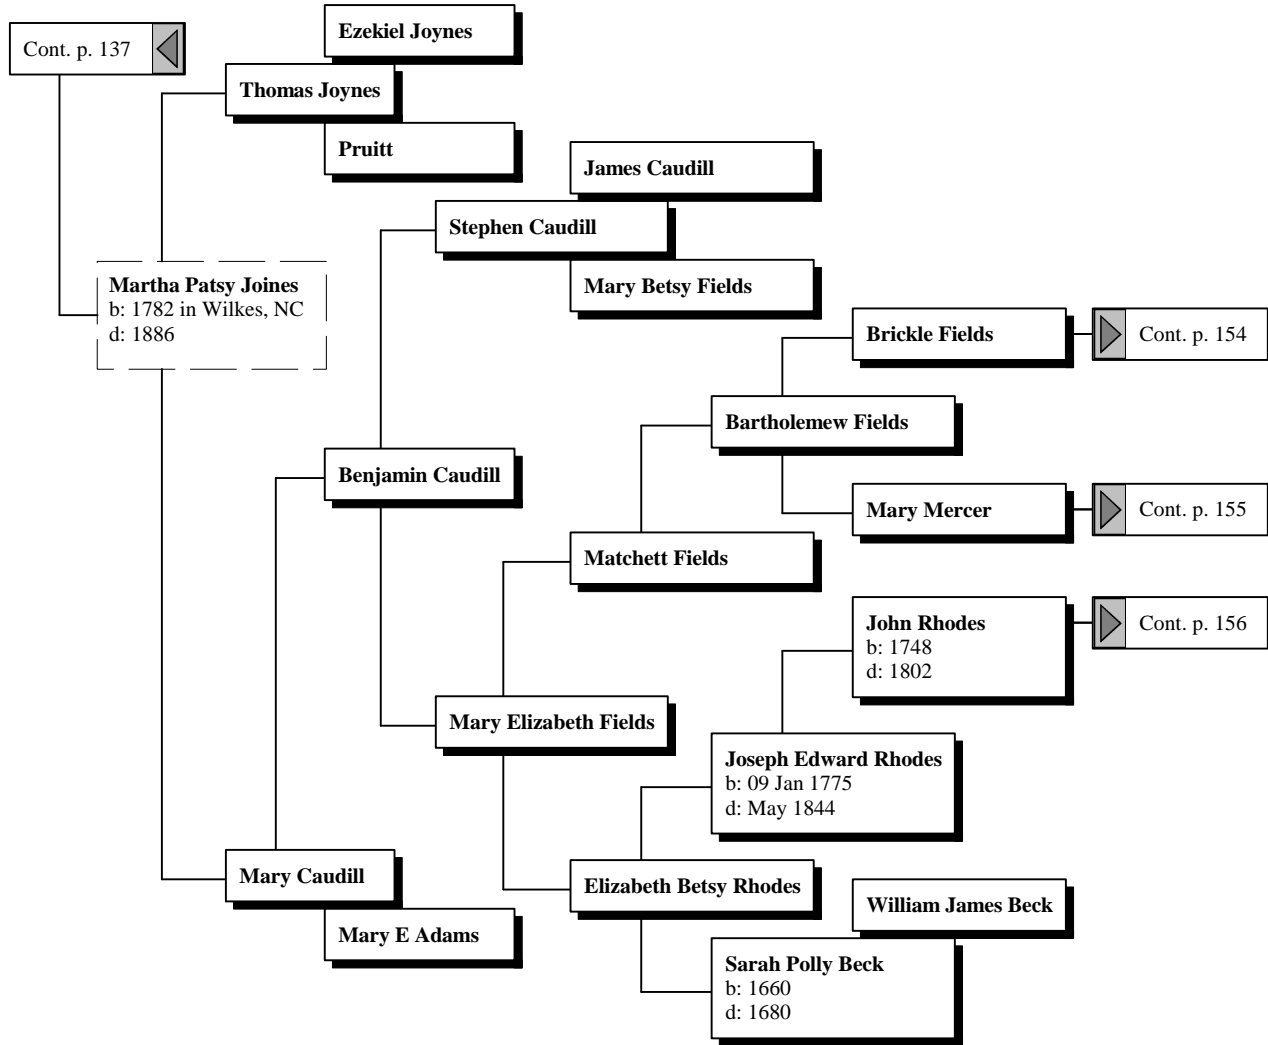 Ezekiel Joynes
Cont. p. 137
Thomas Joynes
Pruitt
James Caudill
Stephen Caudill
Mary Betsy Fields
Martha Patsy Joines
b: 1782 in Wilkes, NC
d: 1886
Brickle Fields
Cont. p. 154
Bartholemew Fields
Benjamin Caudill
Mary Mercer
Cont. p. 155
Matchett Fields
John Rhodes
b: 1748
d: 1802
Cont. p. 156
Mary Elizabeth Fields
Joseph Edward Rhodes
b: 09 Jan 1775
d: May 1844
Mary Caudill
Elizabeth Betsy Rhodes
William James Beck
Mary E Adams
Sarah Polly Beck
b: 1660
d: 1680